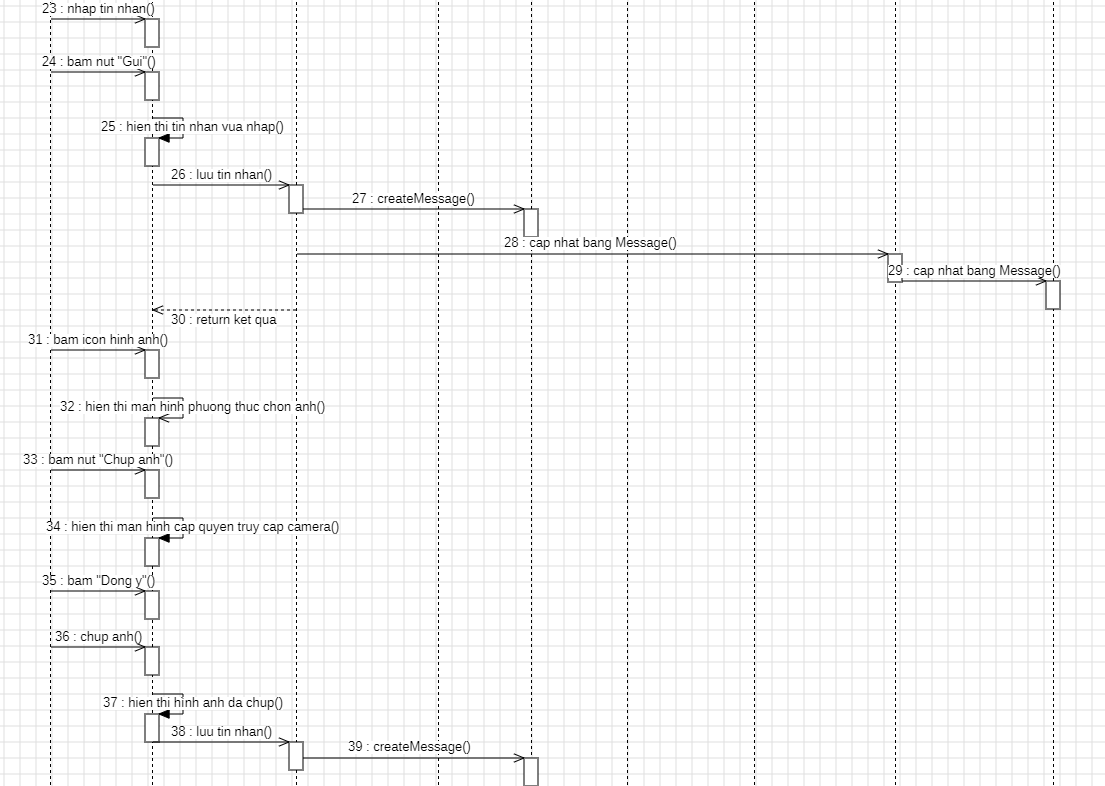 23 : nhap tin nhan()
24 : bam nut "Gui"()
25 : hien thi tin nhan vua nhap()
26 : luu tin nhan()
27 : createMessage()
28 : cap nhat bang Message()
29 : cap nhat bang Message()
30 : return ket qua
31 : bam icon hinh anh()
32 : hien thi man hinh phuong thuc chon anh()
33 : bam nut "Chup anh"()
34 : hien thi man hinh cap quyen truy cap camera()
35 : bam "Dong y"()
36 : chup anh()
37 : hien thi hinh anh da chup()
38 : luu tin nhan()
39 : createMessage()